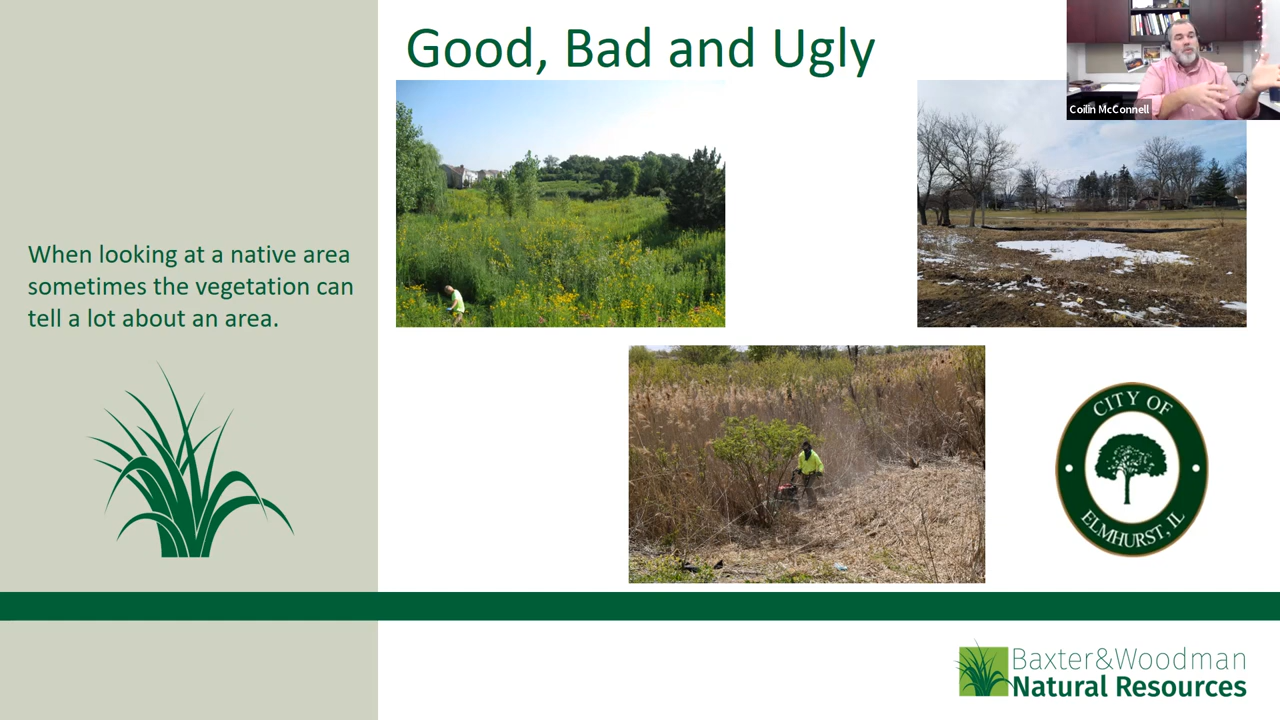 Good, Bad and Ugly
Coilin McConnell
When looking at a native area
sometimes the vegetation can
tell a lot about an area.
CITY OF
ELMHURST, IL
Baxter&Woodman
Natural Resources